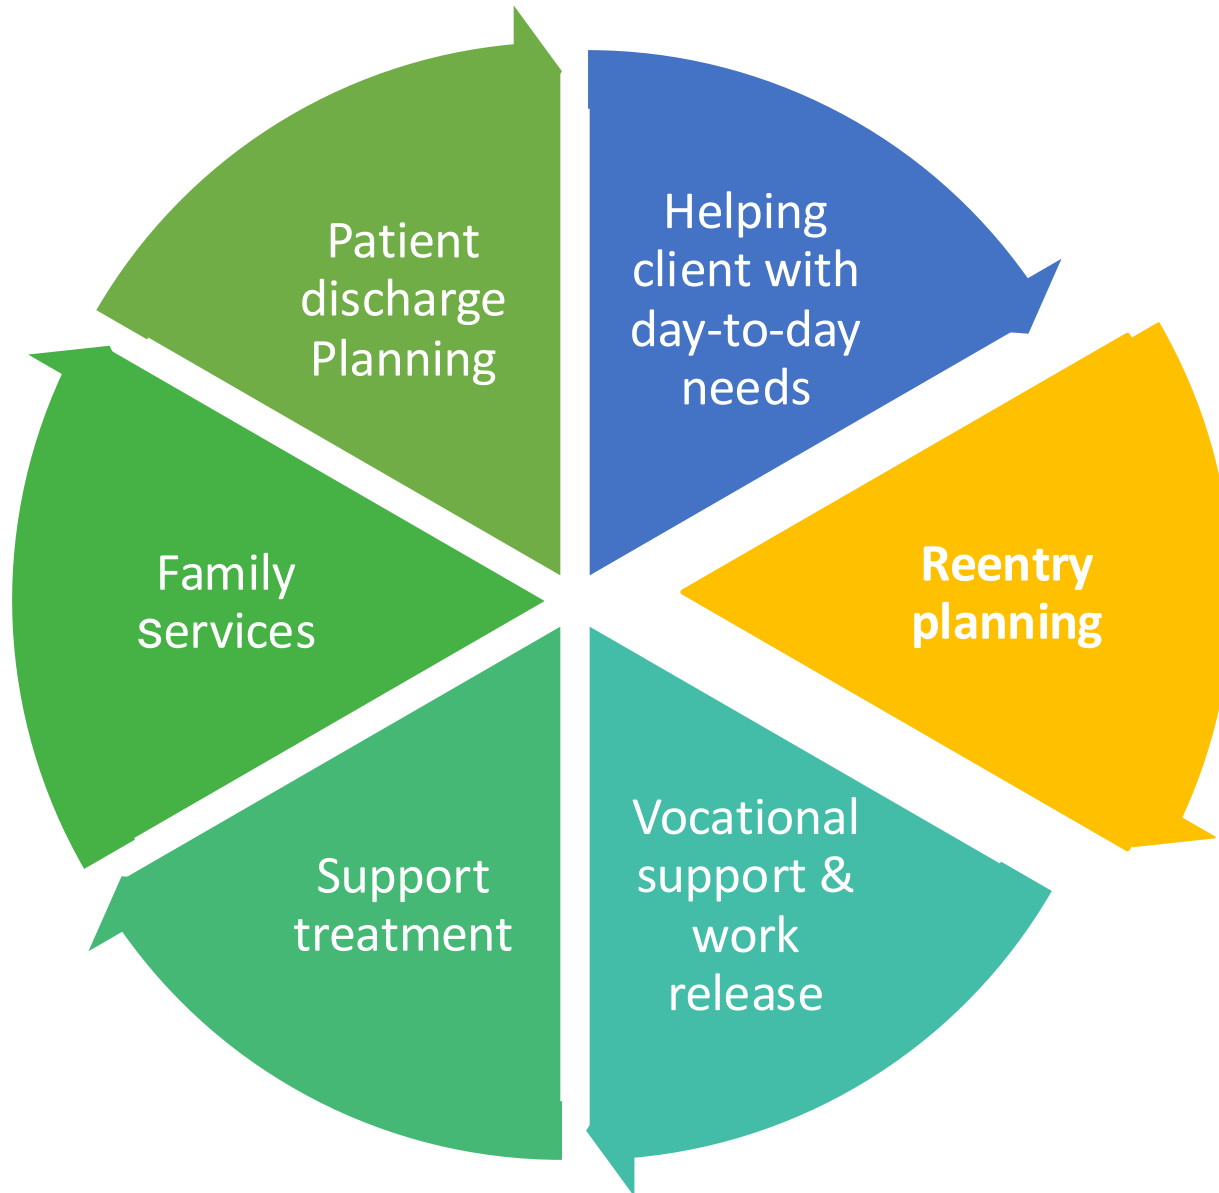 Helping
client with
day-to-day
needs
Reentry
planning
Vocational
support &
work
release
Support
treatment
Family
services
Patient
discharge
Planning